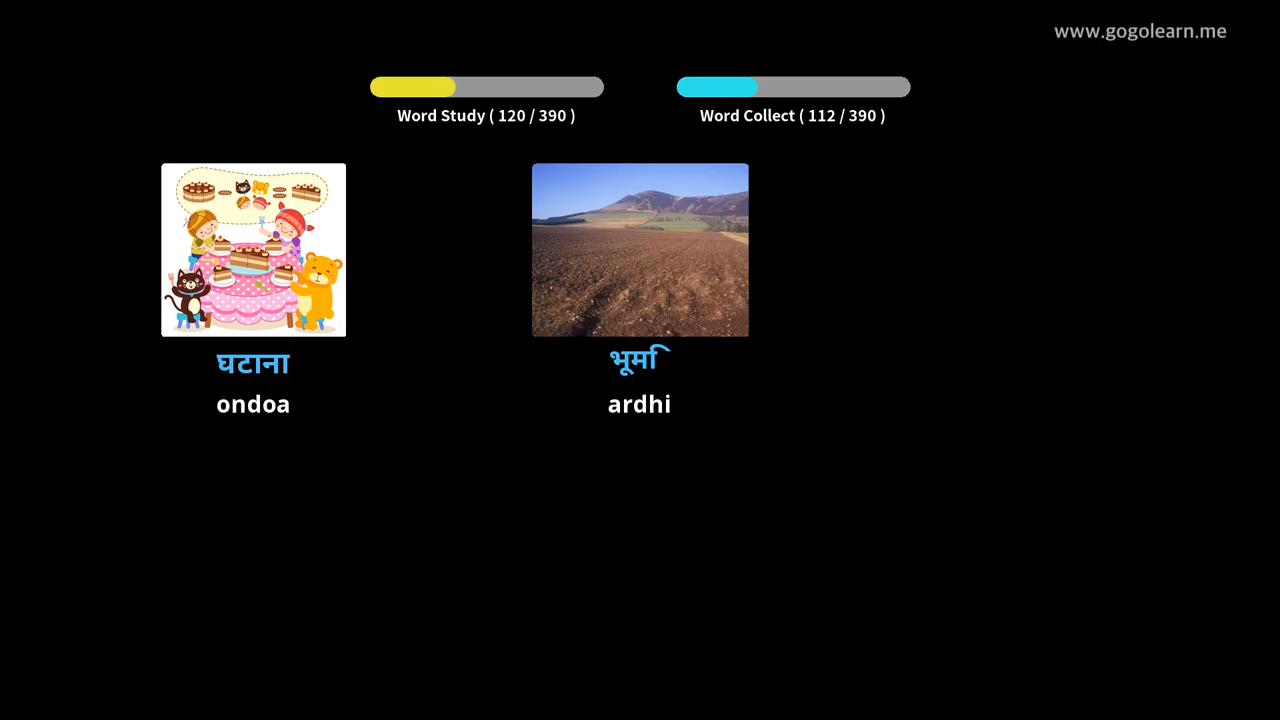 www.gogolearn.me
Word Study ( 120 / 390 )
Word Collect ( 112 / 390 )
घटाना
भूमि
ondoa
ardhi